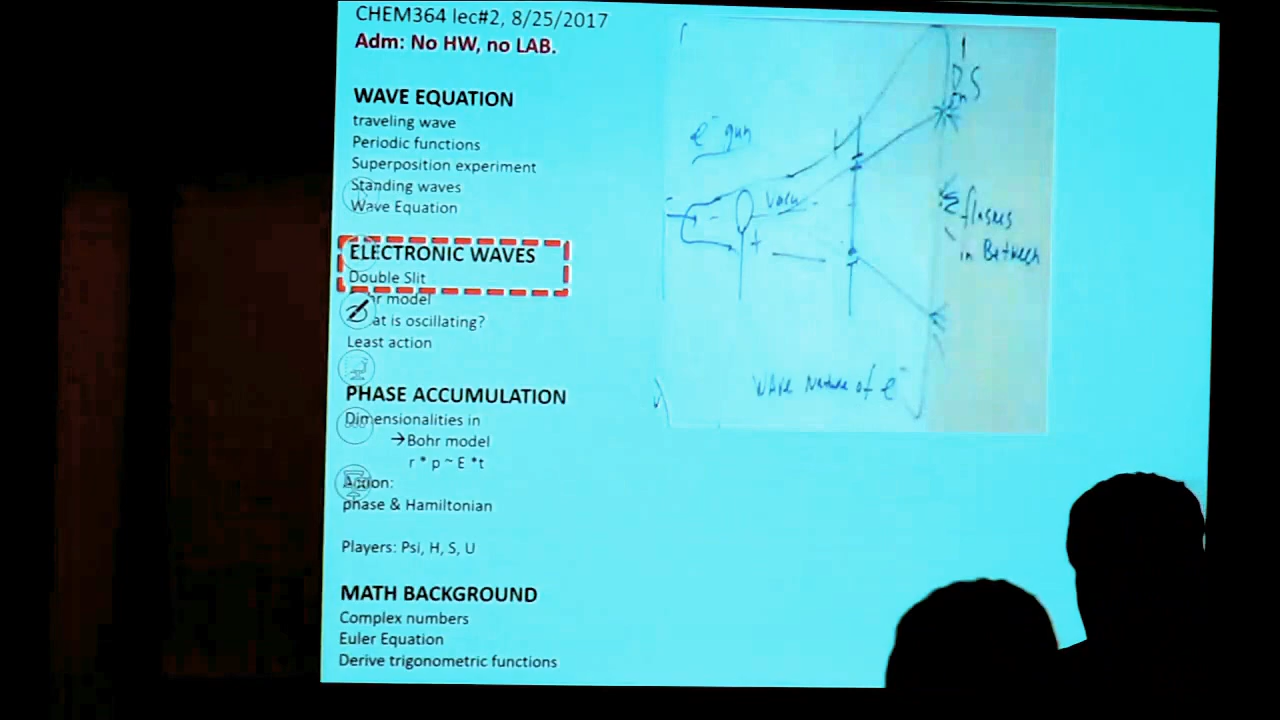 CHEM364 lec#2, 8/25/2017
Adm: No HW, no LAB.
WAVE EQUATION
traveling wave
Periodic functions
Superposition experiment
Standing waves
Wave Equation
ELECTRONIC WAVES
Double Slit
hr model
at is oscillating?
Least action
PHASE ACCUMULATION
Dimensionalities in
→Bohr model
r * p ~ E *t
Action:
phase & Hamiltonian
Players: Psi, H, S, U
MATH BACKGROUND
Complex numbers
Euler Equation
Derive trigonometric functions
e⁻ gun
+
flashes
in Between
Wave Nature of e⁻